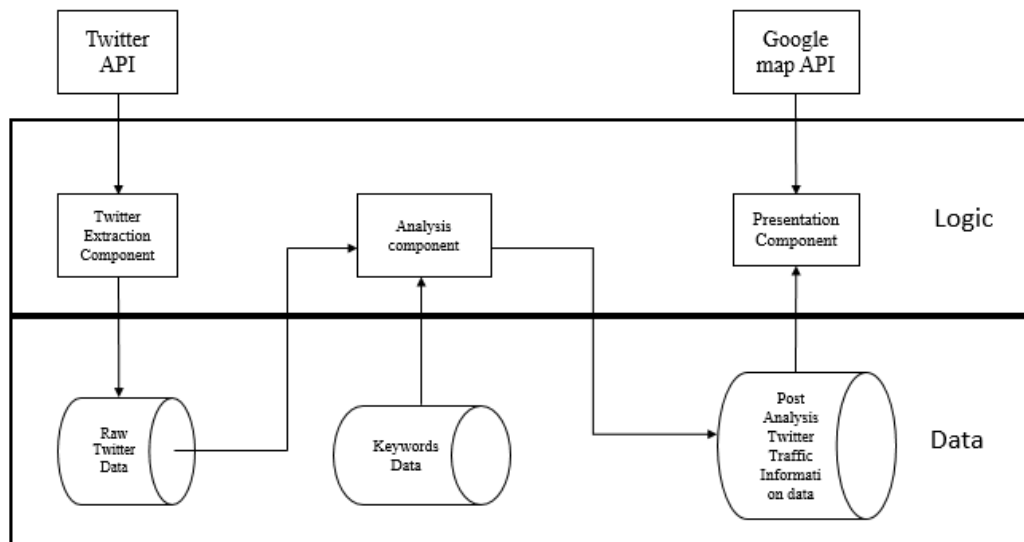 Twitter
API
Google
map API
Twitter
Extraction
Component
Analysis
component
Presentation
Component
Logic
Raw
Twitter
Data
Keywords
Data
Post
Analysis
Twitter
Traffic
Informati
on data
Data